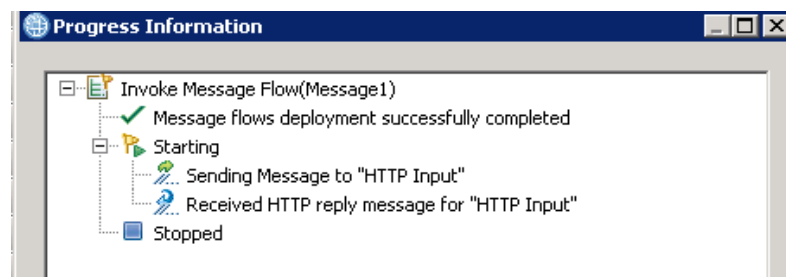 Progress Information
Invoke Message Flow(Message1)
Message flows deployment successfully completed
Starting
Sending Message to "HTTP Input"
Received HTTP reply message for "HTTP Input"
Stopped